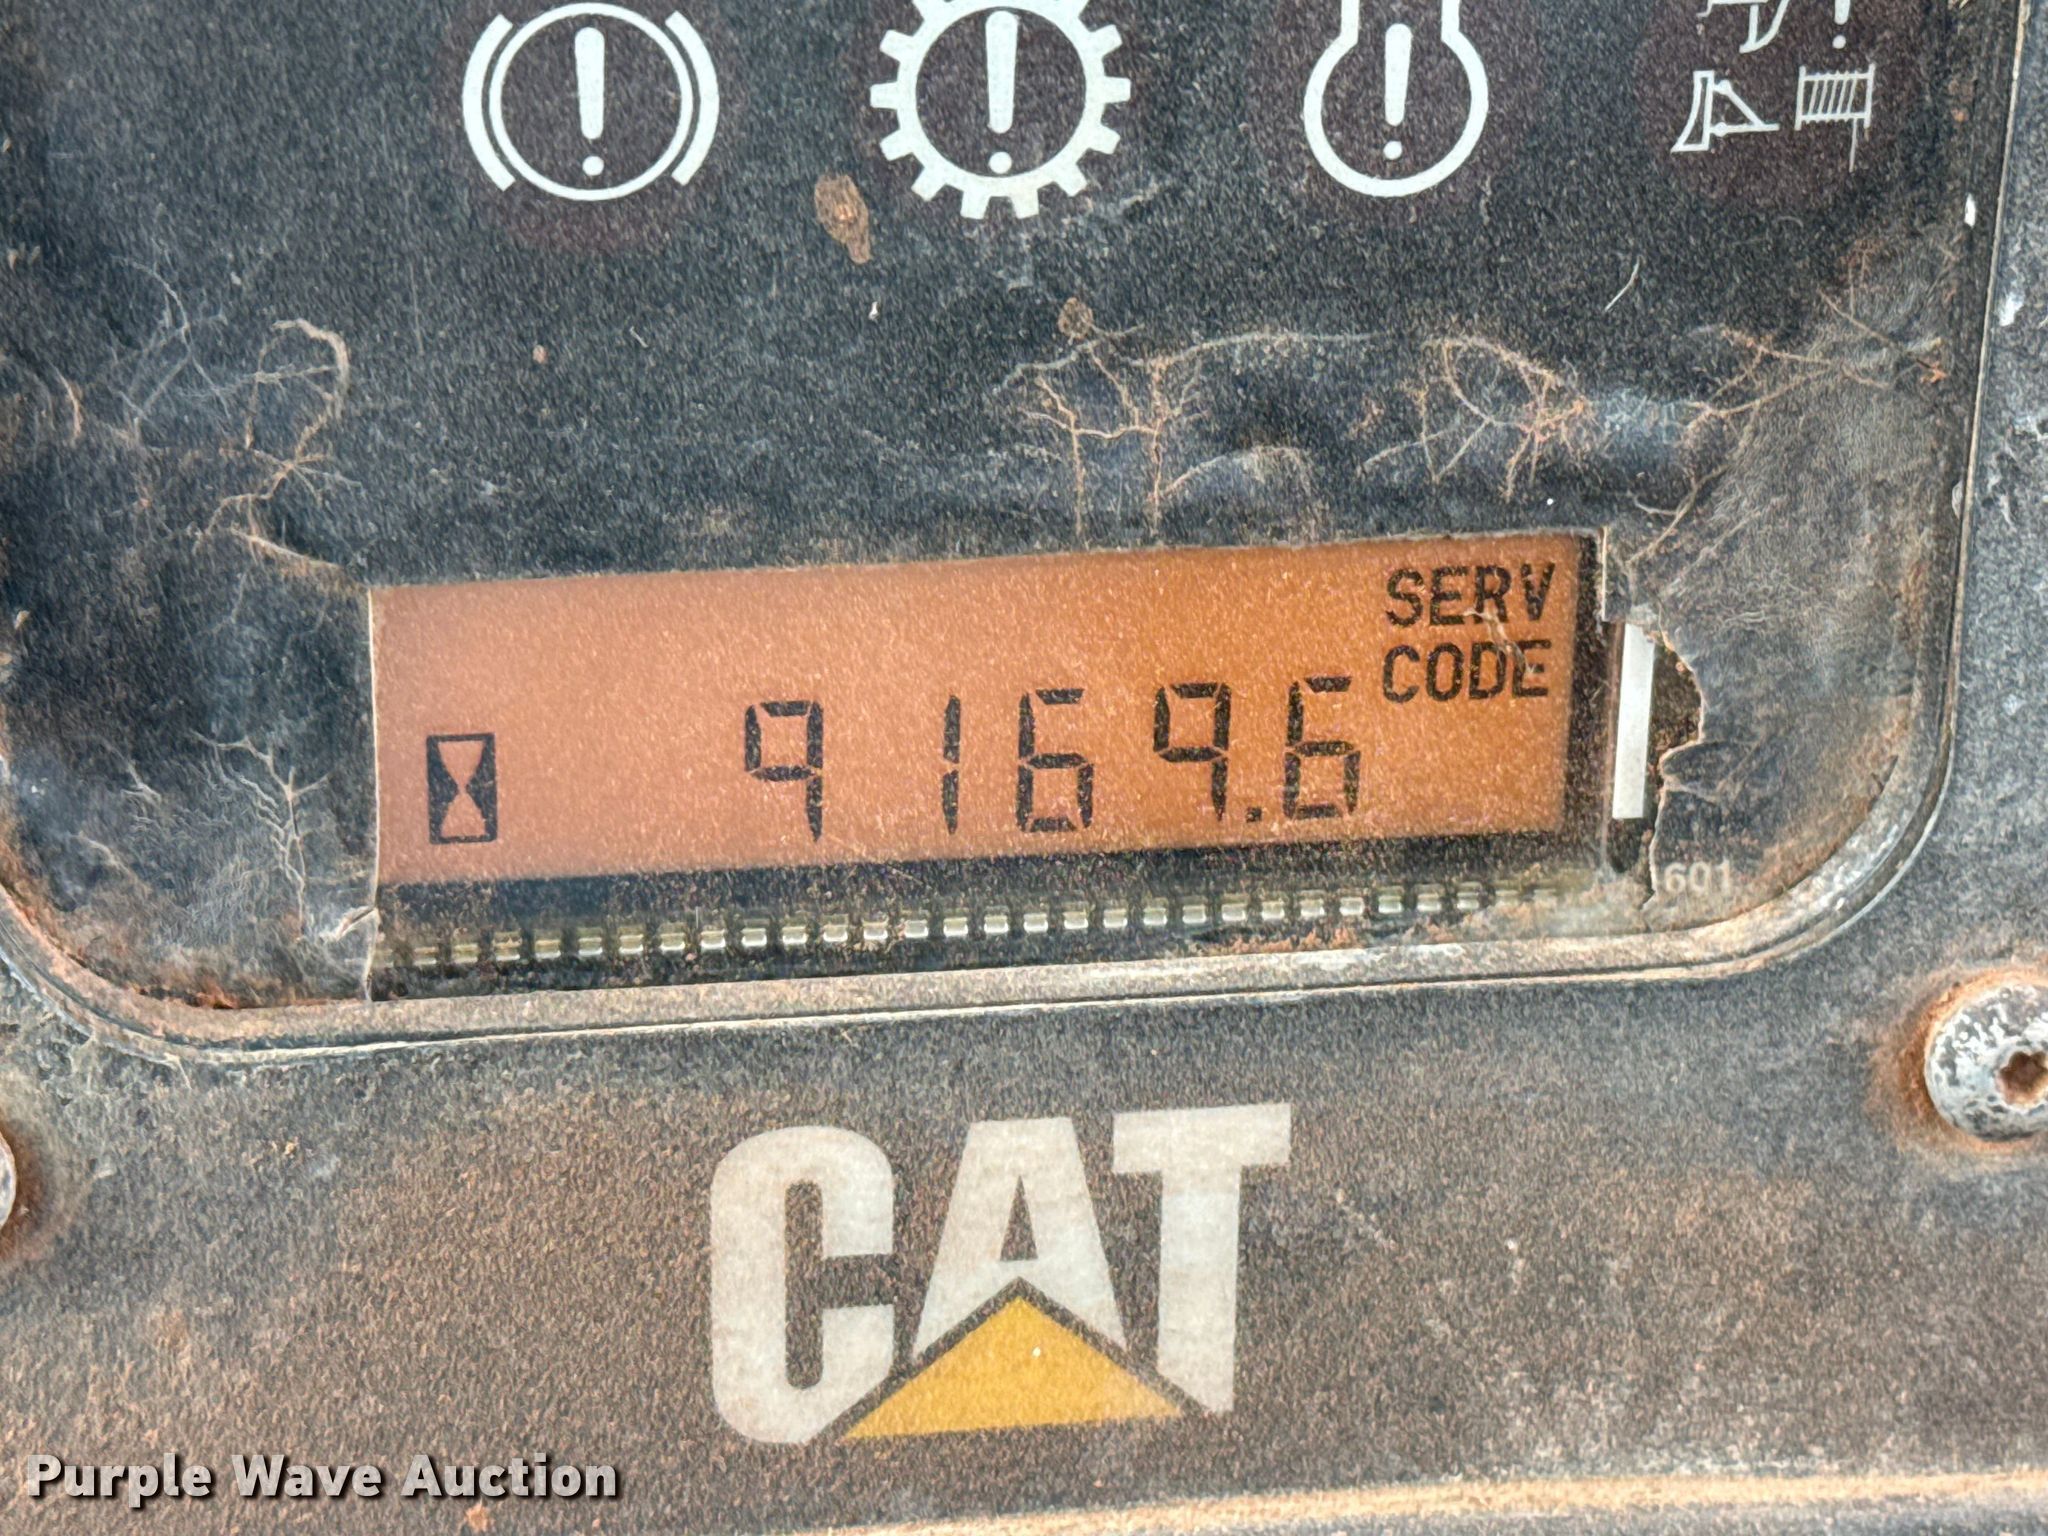 SERV
CODE
9169.6
601
CAT
Purple Wave Auction